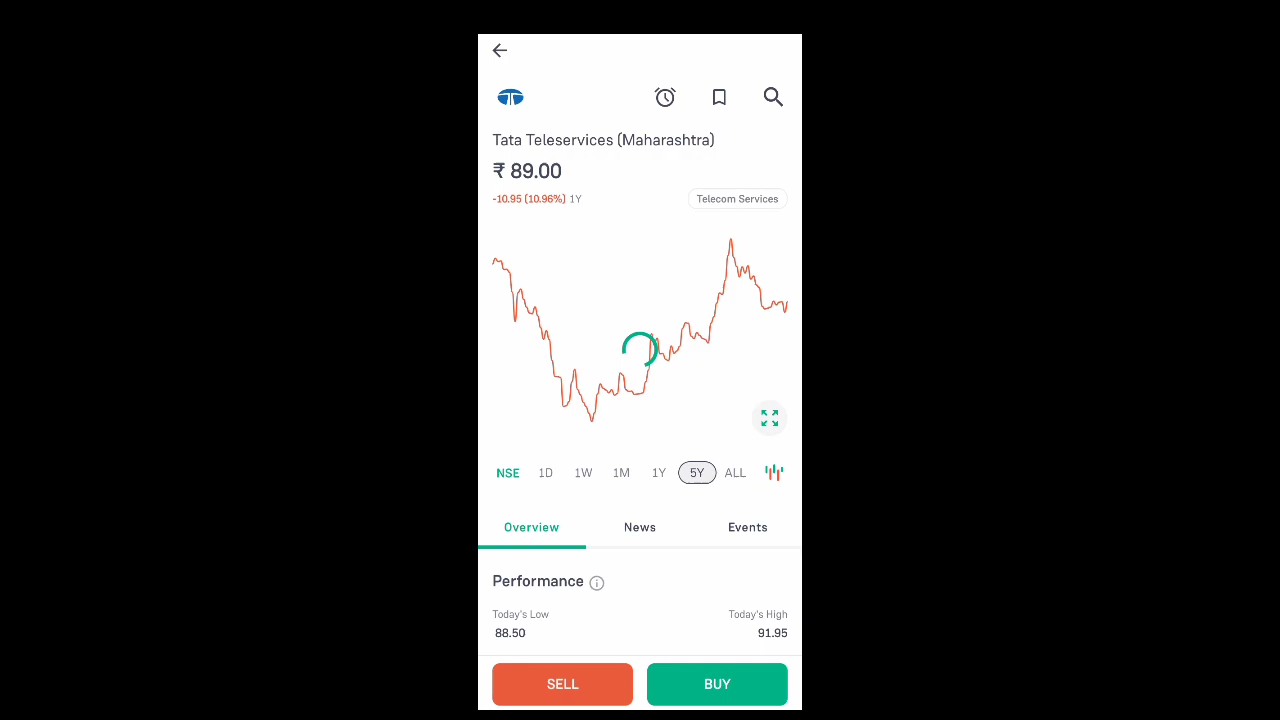 Tata Teleservices (Maharashtra)
₹ 89.00
-10.95 (10.96%) 1Y
Telecom Services
NSE 1D 1W 1M 1Y 5Y ALL
Overview News Events
Performance
Today's Low Today's High
88.50 91.95
SELL BUY